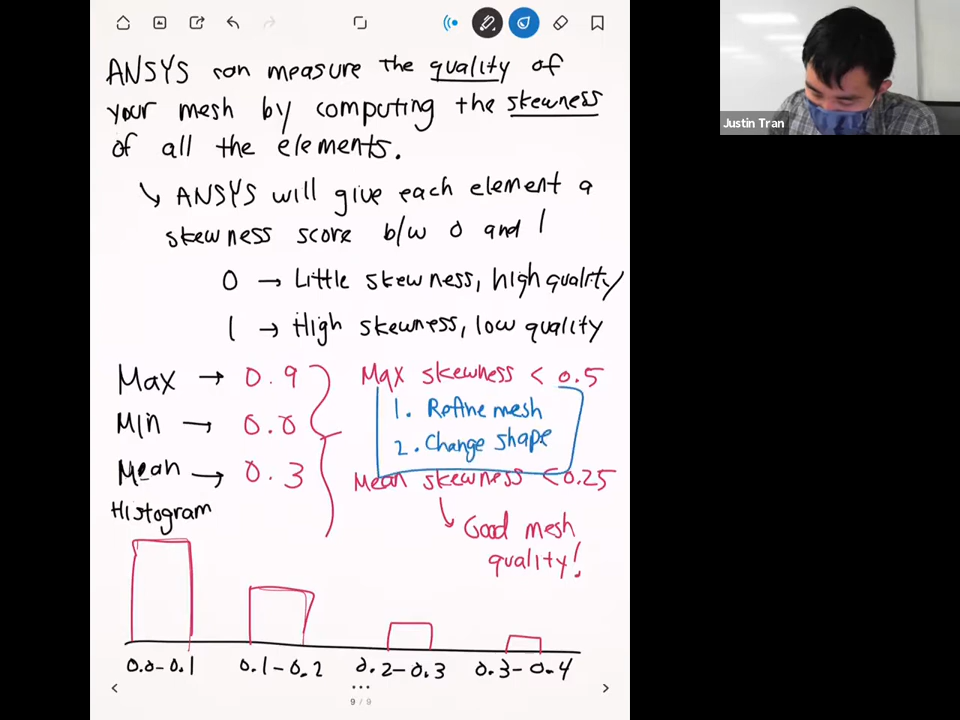 ANSYS can measure the quality of
your mesh by computing the skewness
of all the elements.
↳ ANSYS will give each element a
skewness score b/w 0 and 1
0 → Little skewness, high quality
1 → High skewness, low quality
Max → 0.9
Min → 0.0
Mean → 0.3
Max skewness < 0.5
1. Refine mesh
2. Change shape
Mean skewness < 0.25
↳ Good mesh
quality!
Histogram
0.0-0.1 0.1-0.2 0.2-0.3 0.3-0.4
9 / 9
Justin Tran